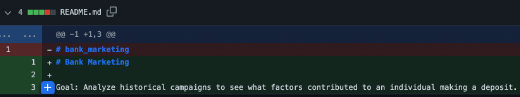 4 README.md
... ... @@ -1 +1,3 @@
1 - # bank_marketing
1 + # Bank Marketing
2 +
3 + Goal: Analyze historical campaigns to see what factors contributed to an individual making a deposit.